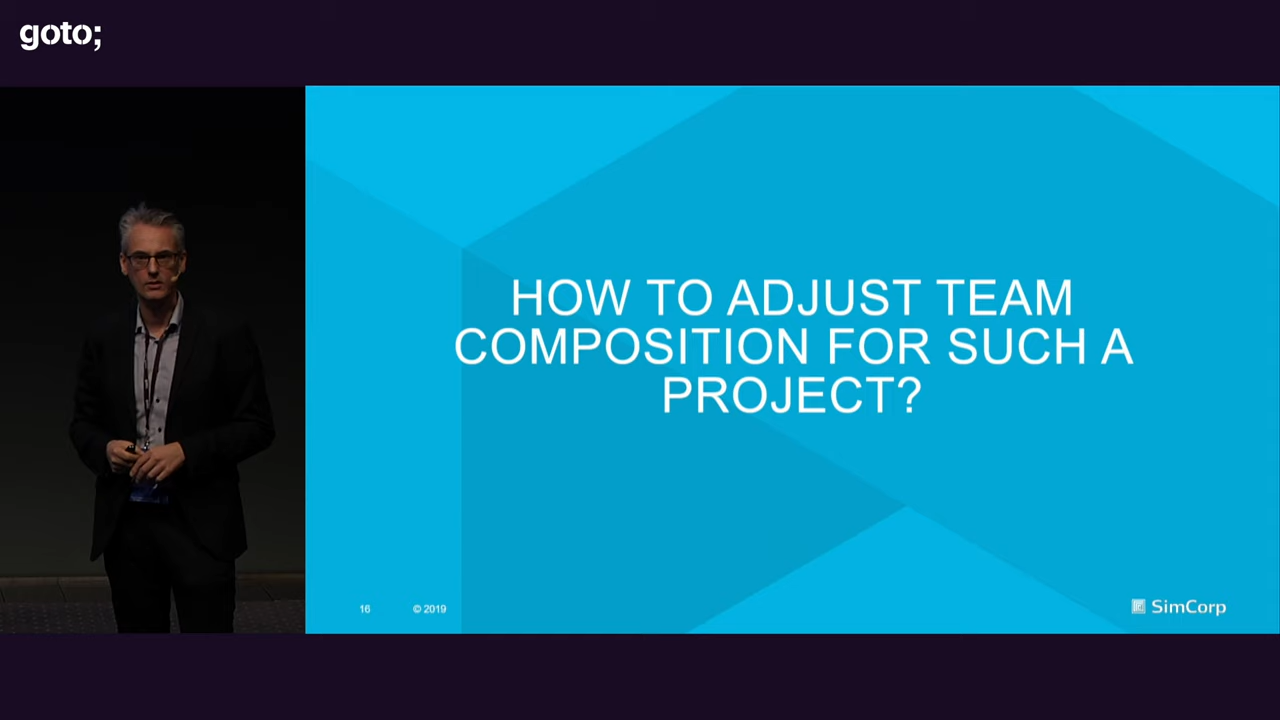 goto;
HOW TO ADJUST TEAM
COMPOSITION FOR SUCH A
PROJECT?
16
© 2019
SimCorp